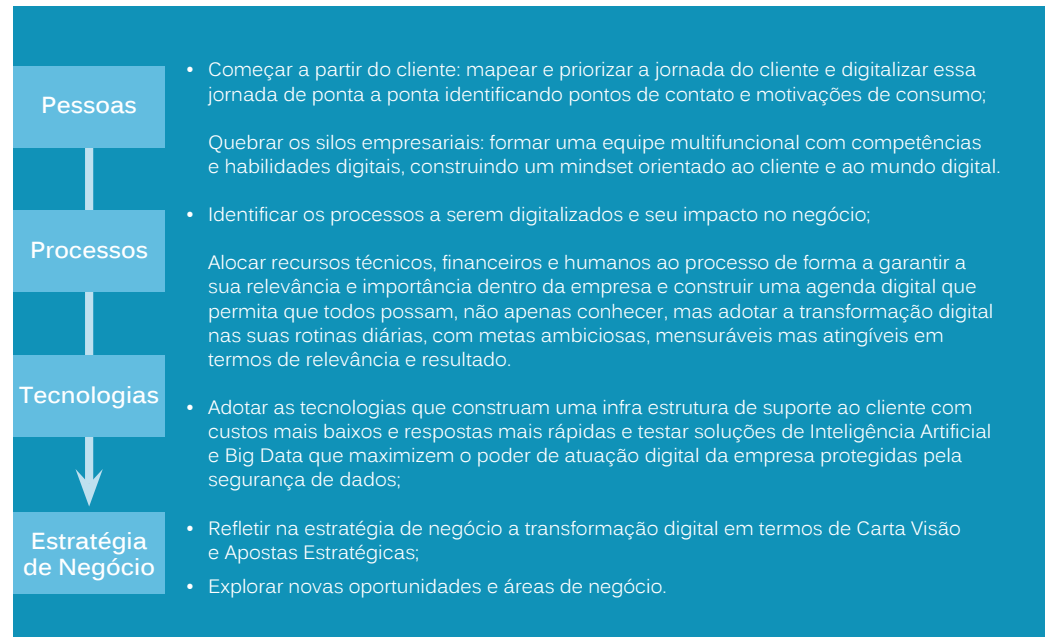 Pessoas
• Começar a partir do cliente: mapear e priorizar a jornada do cliente e digitalizar essa
jornada de ponta a ponta identificando pontos de contato e motivações de consumo;
Quebrar os silos empresariais: formar uma equipe multifuncional com competências
e habilidades digitais, construindo um mindset orientado ao cliente e ao mundo digital.
Processos
• Identificar os processos a serem digitalizados e seu impacto no negócio;
Alocar recursos técnicos, financeiros e humanos ao processo de forma a garantir a
sua relevância e importância dentro da empresa e construir uma agenda digital que
permita que todos possam, não apenas conhecer, mas adotar a transformação digital
nas suas rotinas diárias, com metas ambiciosas, mensuráveis mas atingíveis em
termos de relevância e resultado.
Tecnologias
• Adotar as tecnologias que construam uma infra estrutura de suporte ao cliente com
custos mais baixos e respostas mais rápidas e testar soluções de Inteligência Artificial
e Big Data que maximizem o poder de atuação digital da empresa protegidas pela
segurança de dados;
Estratégia
de Negócio
• Refletir na estratégia de negócio a transformação digital em termos de Carta Visão
e Apostas Estratégicas;
• Explorar novas oportunidades e áreas de negócio.